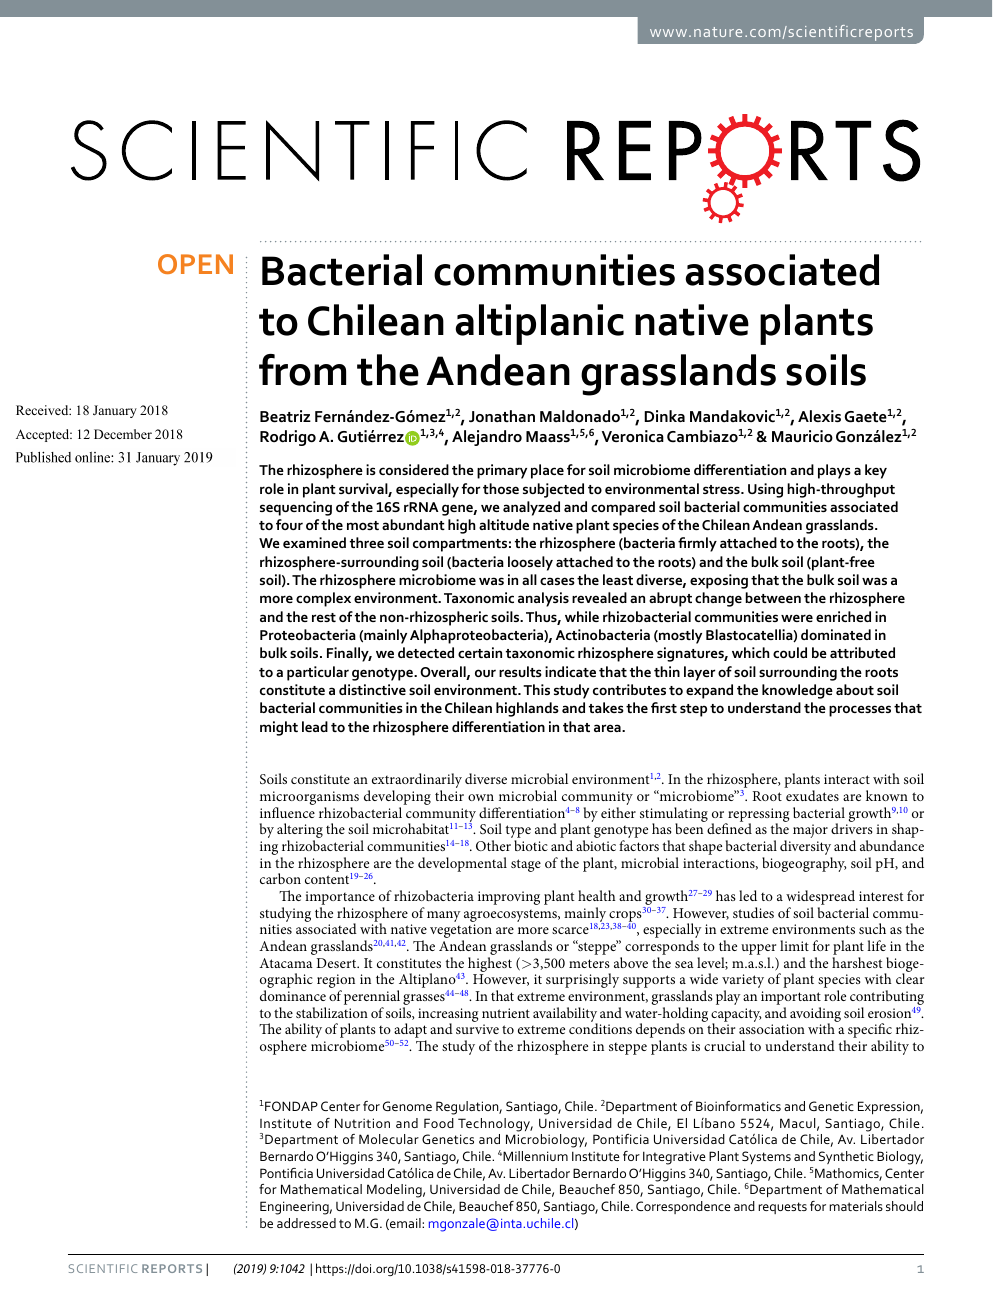 www.nature.com/scientificreports
SCIENTIFIC REPORTS
OPEN
Bacterial communities associated
to Chilean altiplanic native plants
from the Andean grasslands soils
Received: 18 January 2018
Accepted: 12 December 2018
Published online: 31 January 2019
Beatriz Fernández-Gómez1,2, Jonathan Maldonado1,2, Dinka Mandakovic1,2, Alexis Gaete1,2,
Rodrigo A. Gutiérrez iD 1,3,4, Alejandro Maass1,5,6, Veronica Cambiazo1,2 & Mauricio González1,2
The rhizosphere is considered the primary place for soil microbiome differentiation and plays a key
role in plant survival, especially for those subjected to environmental stress. Using high-throughput
sequencing of the 16S rRNA gene, we analyzed and compared soil bacterial communities associated
to four of the most abundant high altitude native plant species of the Chilean Andean grasslands.
We examined three soil compartments: the rhizosphere (bacteria firmly attached to the roots), the
rhizosphere-surrounding soil (bacteria loosely attached to the roots) and the bulk soil (plant-free
soil). The rhizosphere microbiome was in all cases the least diverse, exposing that the bulk soil was a
more complex environment. Taxonomic analysis revealed an abrupt change between the rhizosphere
and the rest of the non-rhizospheric soils. Thus, while rhizobacterial communities were enriched in
Proteobacteria (mainly Alphaproteobacteria), Actinobacteria (mostly Blastocatellia) dominated in
bulk soils. Finally, we detected certain taxonomic rhizosphere signatures, which could be attributed
to a particular genotype. Overall, our results indicate that the thin layer of soil surrounding the roots
constitute a distinctive soil environment. This study contributes to expand the knowledge about soil
bacterial communities in the Chilean highlands and takes the first step to understand the processes that
might lead to the rhizosphere differentiation in that area.
Soils constitute an extraordinarily diverse microbial environment1,2. In the rhizosphere, plants interact with soil
microorganisms developing their own microbial community or “microbiome”3. Root exudates are known to
influence rhizobacterial community differentiation4–8 by either stimulating or repressing bacterial growth9,10 or
by altering the soil microhabitat11–13. Soil type and plant genotype has been defined as the major drivers in shap-
ing rhizobacterial communities14–18. Other biotic and abiotic factors that shape bacterial diversity and abundance
in the rhizosphere are the developmental stage of the plant, microbial interactions, biogeography, soil pH, and
carbon content19–26.
The importance of rhizobacteria improving plant health and growth27–29 has led to a widespread interest for
studying the rhizosphere of many agroecosystems, mainly crops30–37. However, studies of soil bacterial commu-
nities associated with native vegetation are more scarce18,23,38–40, especially in extreme environments such as the
Andean grasslands20,41,42. The Andean grasslands or “steppe” corresponds to the upper limit for plant life in the
Atacama Desert. It constitutes the highest (>3,500 meters above the sea level; m.a.s.l.) and the harshest bioge-
ographic region in the Altiplano43. However, it surprisingly supports a wide variety of plant species with clear
dominance of perennial grasses44–48. In that extreme environment, grasslands play an important role contributing
to the stabilization of soils, increasing nutrient availability and water-holding capacity, and avoiding soil erosion49.
The ability of plants to adapt and survive to extreme conditions depends on their association with a specific rhiz-
osphere microbiome50–52. The study of the rhizosphere in steppe plants is crucial to understand their ability to
1FONDAP Center for Genome Regulation, Santiago, Chile. 2Department of Bioinformatics and Genetic Expression,
Institute of Nutrition and Food Technology, Universidad de Chile, El Líbano 5524, Macul, Santiago, Chile.
3Department of Molecular Genetics and Microbiology, Pontificia Universidad Católica de Chile, Av. Libertador
Bernardo O’Higgins 340, Santiago, Chile. 4Millennium Institute for Integrative Plant Systems and Synthetic Biology,
Pontificia Universidad Católica de Chile, Av. Libertador Bernardo O’Higgins 340, Santiago, Chile. 5Mathomics, Center
for Mathematical Modeling, Universidad de Chile, Beauchef 850, Santiago, Chile. 6Department of Mathematical
Engineering, Universidad de Chile, Beauchef 850, Santiago, Chile. Correspondence and requests for materials should
be addressed to M.G. (email: mgonzale@inta.uchile.cl)
SCIENTIFIC REPORTS | (2019) 9:1042 | https://doi.org/10.1038/s41598-018-37776-0 1